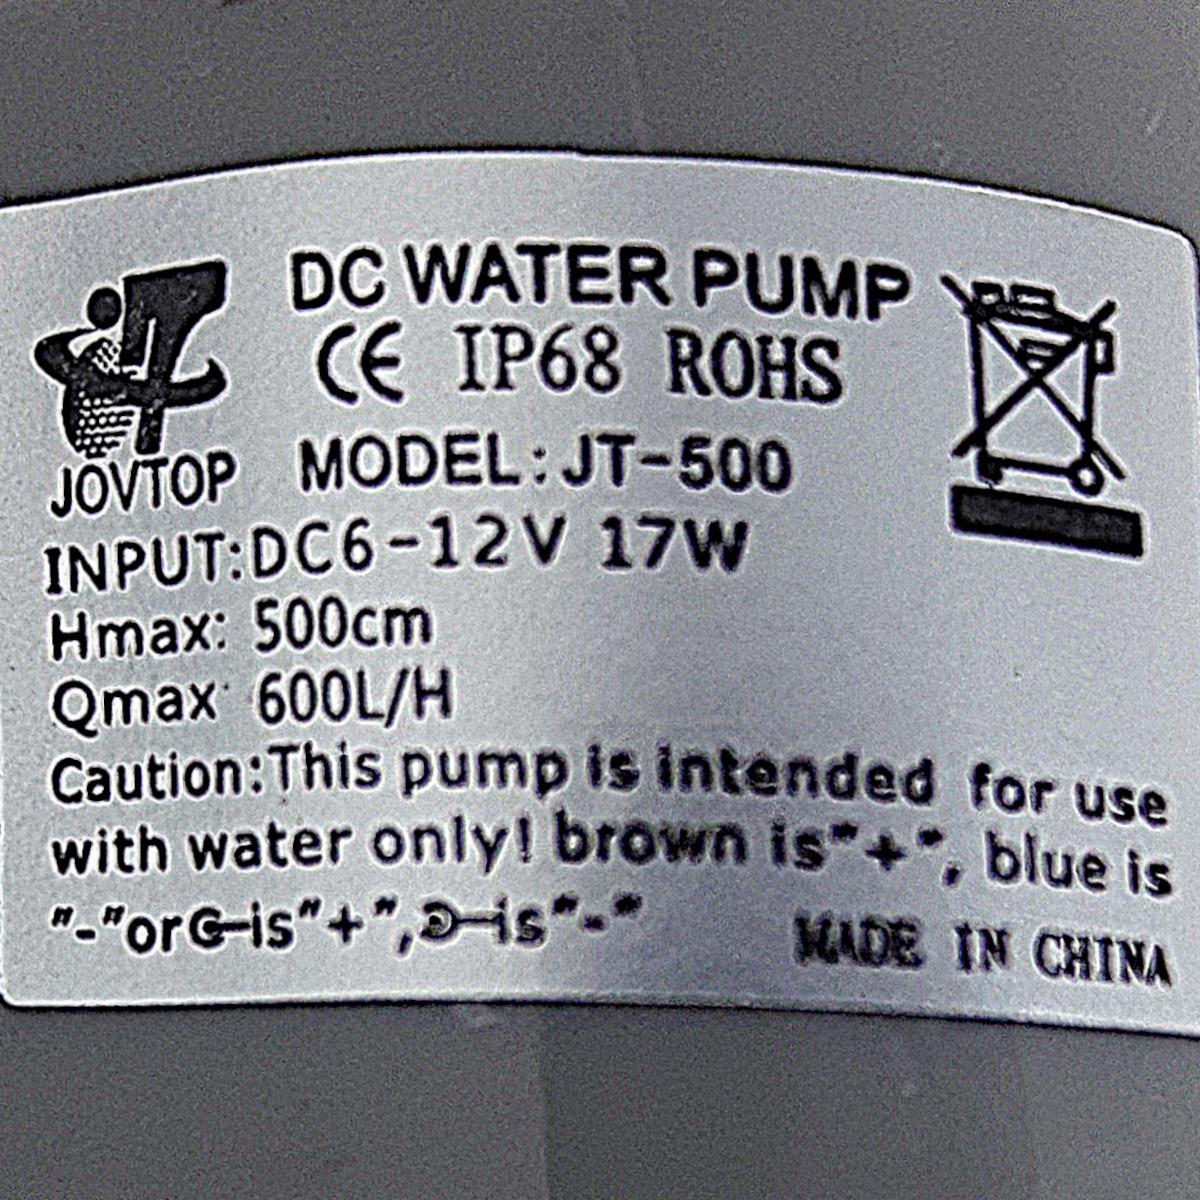 DC WATER PUMP
CE IP68 ROHS
JOVTOP
MODEL:JT-500
INPUT:DC6-12V 17W
Hmax: 500cm
Qmax 600L/H
Caution:This pump is intended for use
with water only! brown is"+", blue is
"-"or is"+", is"-"
MADE IN CHINA